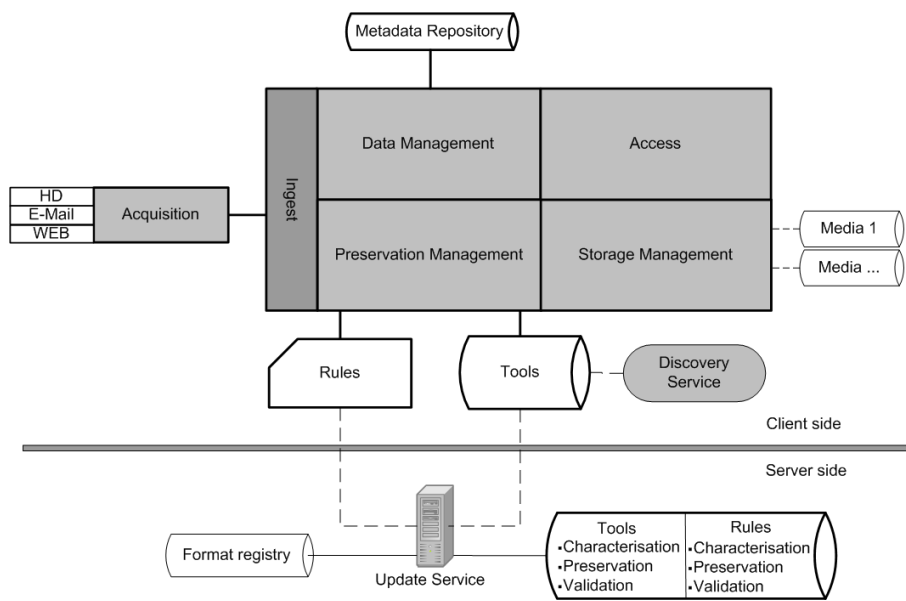 Metadata Repository
Data Management
Access
Ingest
HD
E-Mail
WEB
Acquisition
Preservation Management
Storage Management
Media 1
Media ...
Rules
Tools
Discovery
Service
Client side
Server side
Format registry
Update Service
Tools
▪Characterisation
▪Preservation
▪Validation
Rules
▪Characterisation
▪Preservation
▪Validation